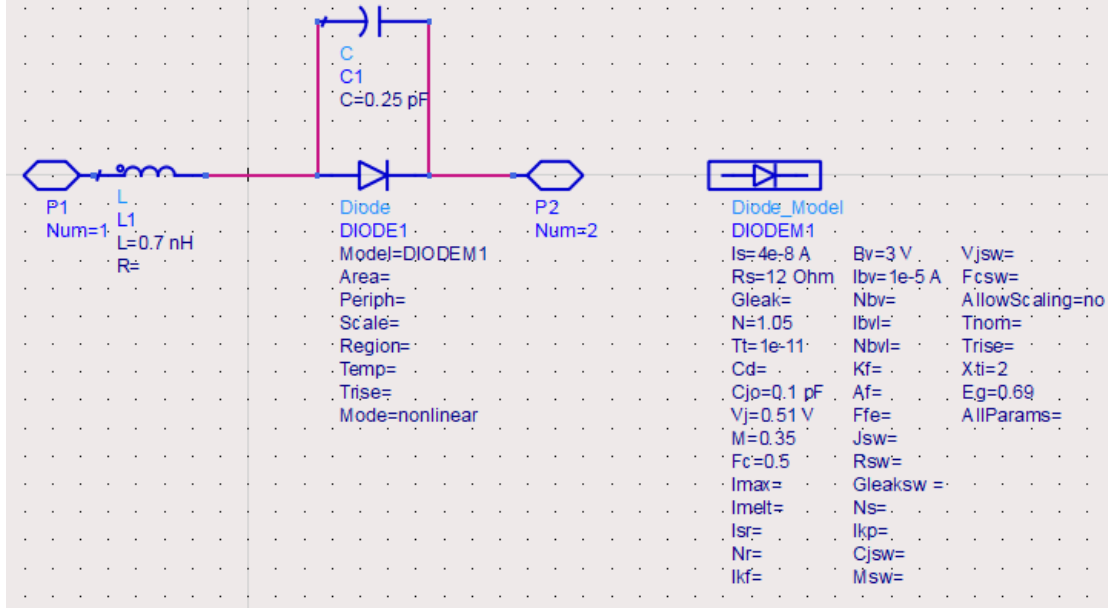 C
C1
C=0.25 pF
P1
Num=1
L
L1
L=0.7 nH
R=
Diode
DIODE1
Model=DIODEM1
Area=
Periph=
Scale=
Region=
Temp=
Trise=
Mode=nonlinear
P2
Num=2
Diode_Model
DIODEM1
Is=4e-8 A
Rs=12 Ohm
Gleak=
N=1.05
Tt=1e-11
Cd=
Cjo=0.1 pF
Vj=0.51 V
M=0.35
Fc=0.5
Imax=
Imelt=
Isr=
Nr=
Ikf=
Bv=3 V
Ibv=1e-5 A
Nbv=
Ibvl=
Nbvl=
Kf=
Af=
Ffe=
Jsw=
Rsw=
Gleaksw =
Ns=
Ikp=
Cjsw=
Msw=
Vjsw=
Fcsw=
AllowScaling=no
Tnom=
Trise=
Xti=2
Eg=0.69
AllParams=